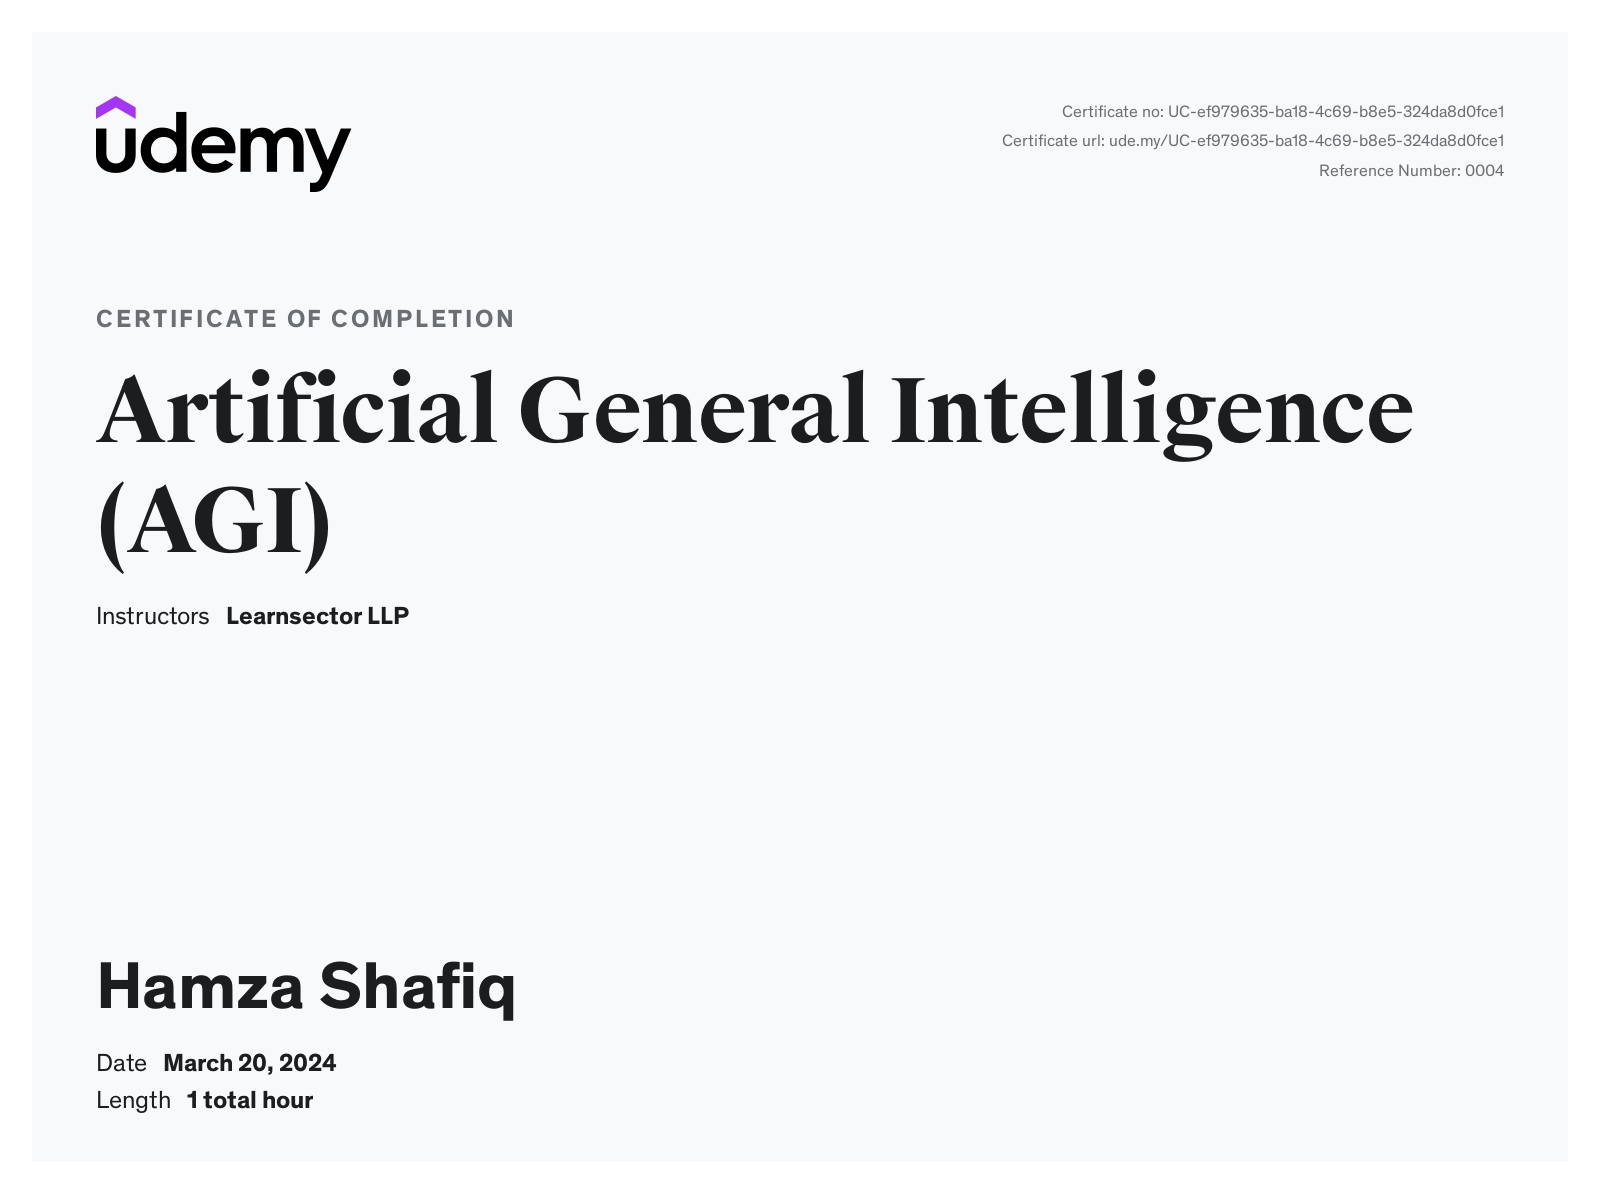 udemy
Certificate no: UC-ef979635-ba18-4c69-b8e5-324da8d0fce1
Certificate url: ude.my/UC-ef979635-ba18-4c69-b8e5-324da8d0fce1
Reference Number: 0004
CERTIFICATE OF COMPLETION
Artificial General Intelligence
(AGI)
Instructors Learnsector LLP
Hamza Shafiq
Date March 20, 2024
Length 1 total hour